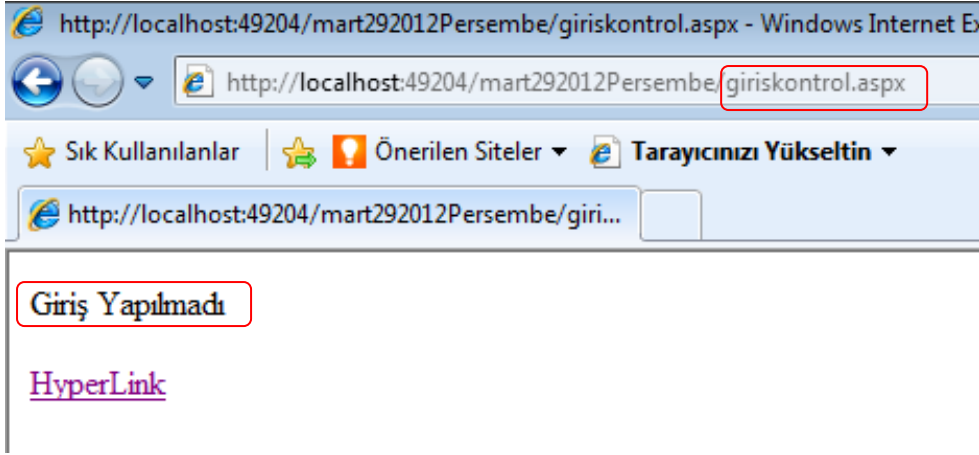 http://localhost:49204/mart292012Persembe/giriskontrol.aspx - Windows Internet Ex
http://localhost:49204/mart292012Persembe/giriskontrol.aspx
Sık Kullanılanlar Önerilen Siteler Tarayıcınızı Yükseltin
http://localhost:49204/mart292012Persembe/giri...
Giriş Yapılmadı
HyperLink